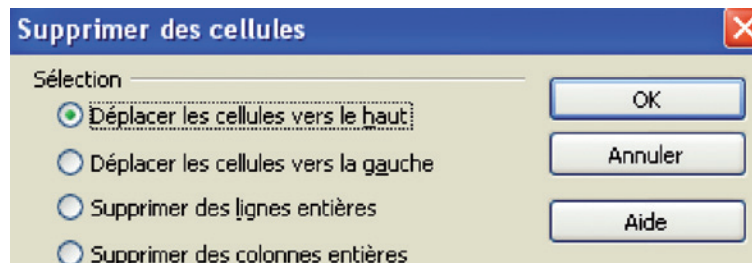 Supprimer des cellules
Sélection
Déplacer les cellules vers le haut
Déplacer les cellules vers la gauche
Supprimer des lignes entières
Supprimer des colonnes entières
OK
Annuler
Aide